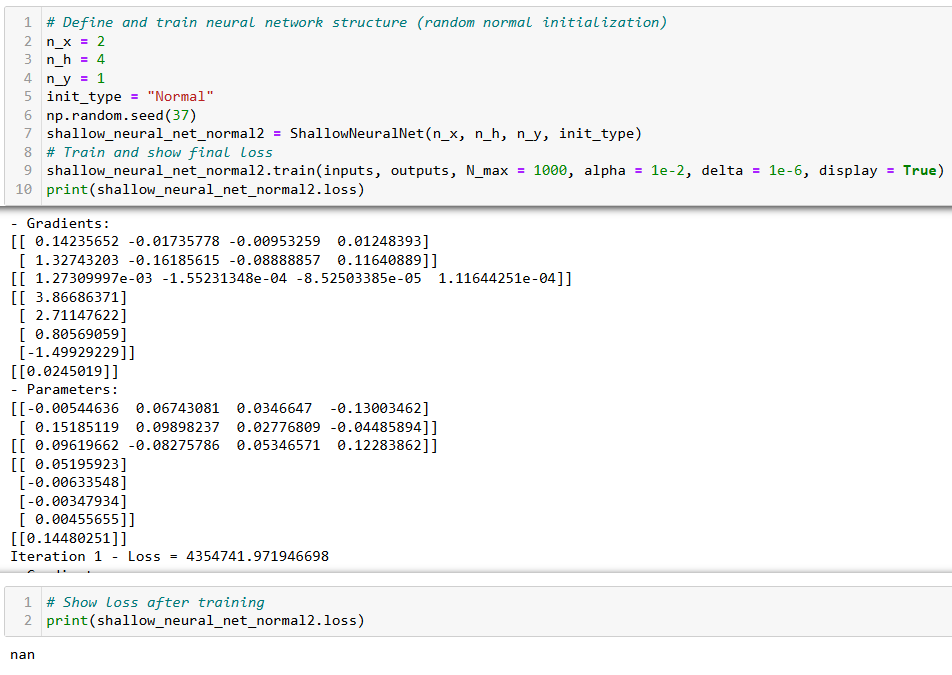 1 # Define and train neural network structure (random normal initialization)
2 n_x = 2
3 n_h = 4
4 n_y = 1
5 init_type = "Normal"
6 np.random.seed(37)
7 shallow_neural_net_normal2 = ShallowNeuralNet(n_x, n_h, n_y, init_type)
8 # Train and show final loss
9 shallow_neural_net_normal2.train(inputs, outputs, N_max = 1000, alpha = 1e-2, delta = 1e-6, display = True)
10 print(shallow_neural_net_normal2.loss)
- Gradients:
[[ 0.14235652 -0.01735778 -0.00953259  0.01248393]
 [ 1.32743203 -0.16185615 -0.08888857  0.11640889]]
[[ 1.27309997e-03 -1.55231348e-04 -8.52503385e-05  1.11644251e-04]]
[[ 3.86686371]
 [ 2.71147622]
 [ 0.80569059]
 [-1.49929229]]
[[0.0245019]]
- Parameters:
[[-0.00544636  0.06743081  0.0346647  -0.13003462]
 [ 0.15185119  0.09898237  0.02776809 -0.04485894]]
[[ 0.09619662 -0.08275786  0.05346571  0.12283862]]
[[ 0.05195923]
 [-0.00633548]
 [-0.00347934]
 [ 0.00455655]]
[[0.14480251]]
Iteration 1 - Loss = 4354741.971946698
1 # Show loss after training
2 print(shallow_neural_net_normal2.loss)
nan